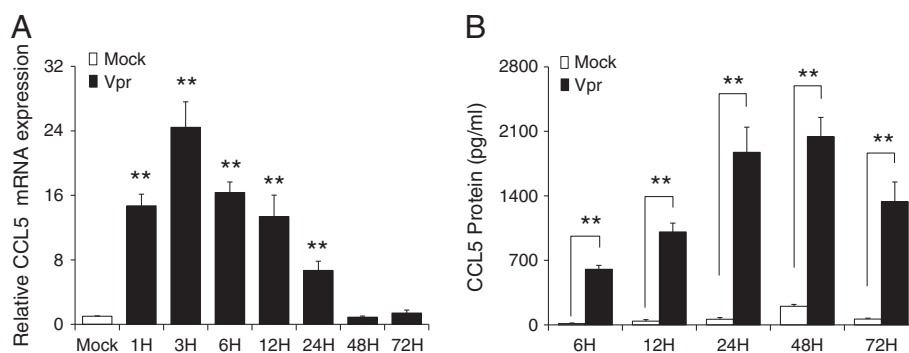 A
Mock
Vpr
Relative CCL5 mRNA expression
32
24
16
8
0
**
**
**
**
**
Mock 1H 3H 6H 12H 24H 48H 72H
B
Mock
Vpr
CCL5 Protein (pg/ml)
2800
2100
1400
700
0
**
**
**
**
**
6H 12H 24H 48H 72H